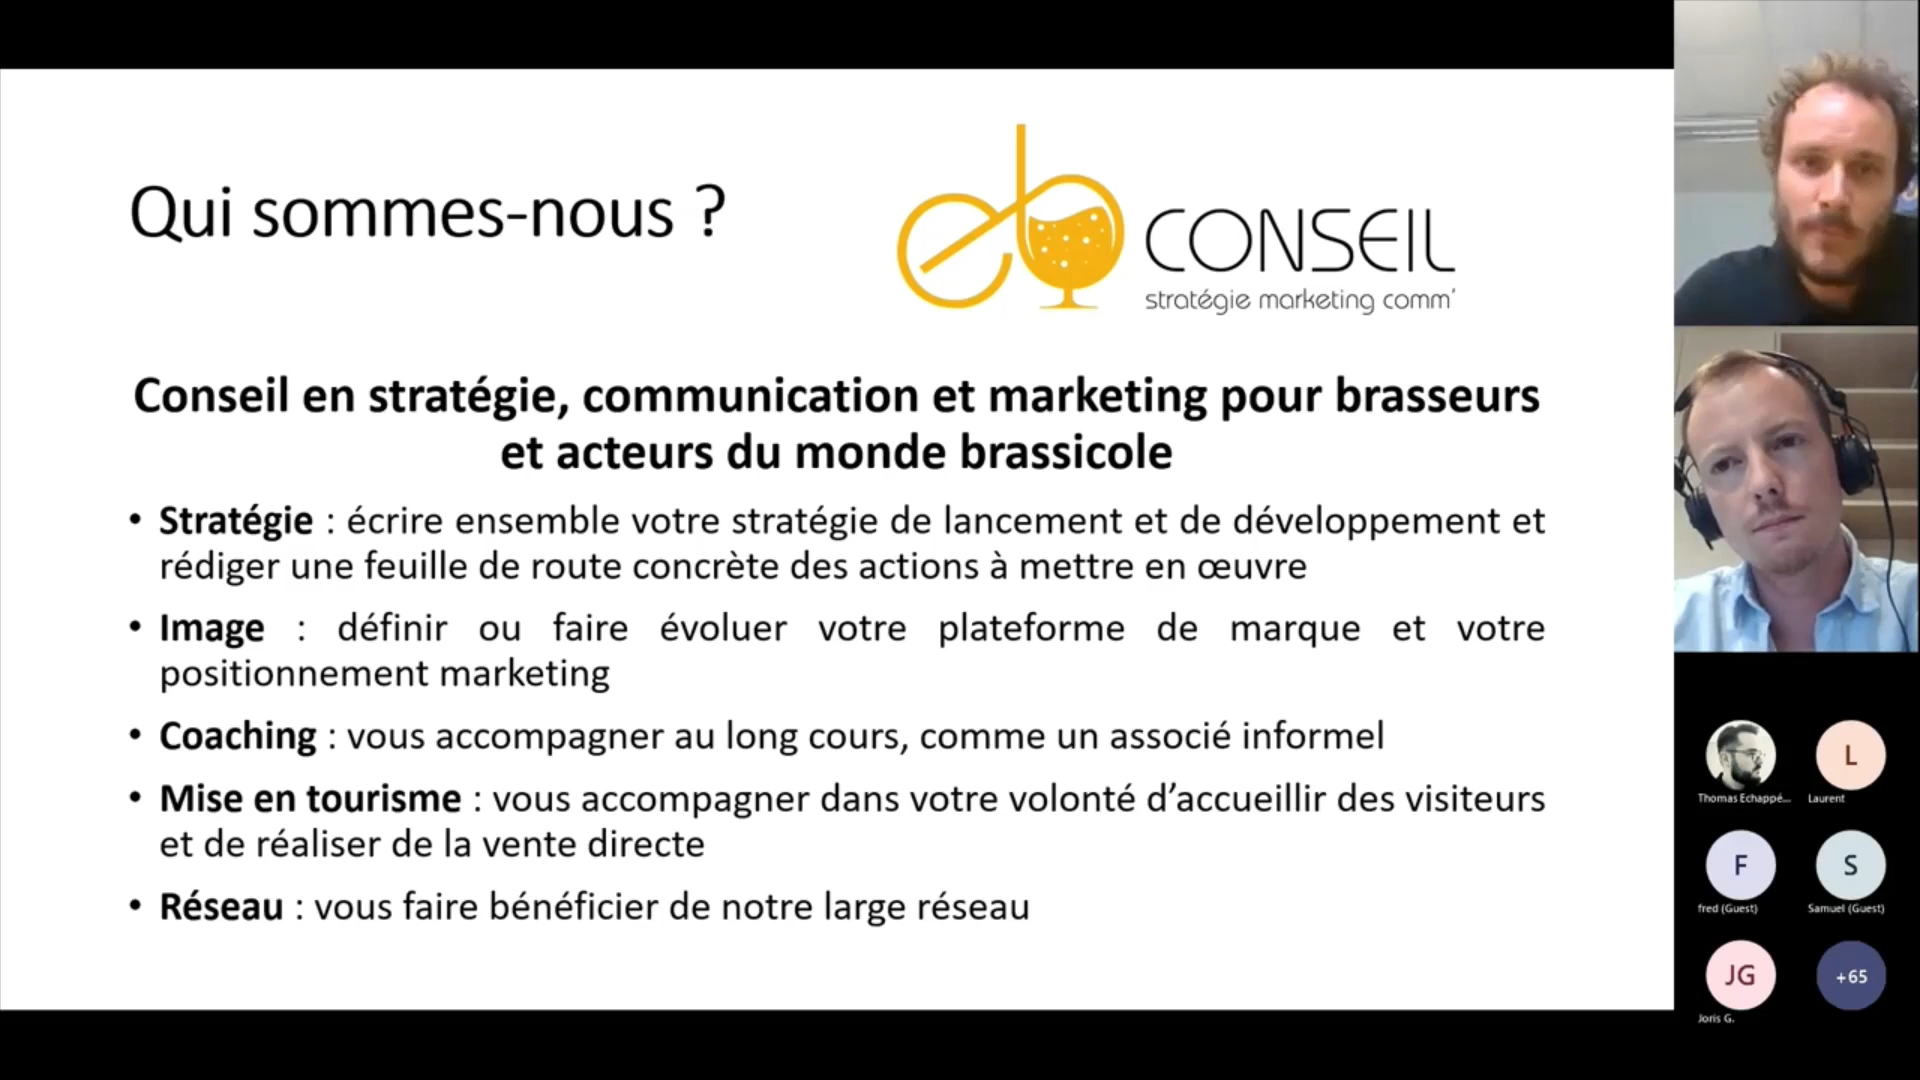 Qui sommes-nous ?
eb CONSEIL
stratégie marketing comm'
Conseil en stratégie, communication et marketing pour brasseurs
et acteurs du monde brassicole
• Stratégie : écrire ensemble votre stratégie de lancement et de développement et
rédiger une feuille de route concrète des actions à mettre en œuvre
• Image : définir ou faire évoluer votre plateforme de marque et votre
positionnement marketing
• Coaching : vous accompagner au long cours, comme un associé informel
• Mise en tourisme : vous accompagner dans votre volonté d’accueillir des visiteurs
et de réaliser de la vente directe
• Réseau : vous faire bénéficier de notre large réseau
L
Thomas Echappé...
Laurent
F
S
fred (Guest)
Samuel (Guest)
JG
+65
Joris G.